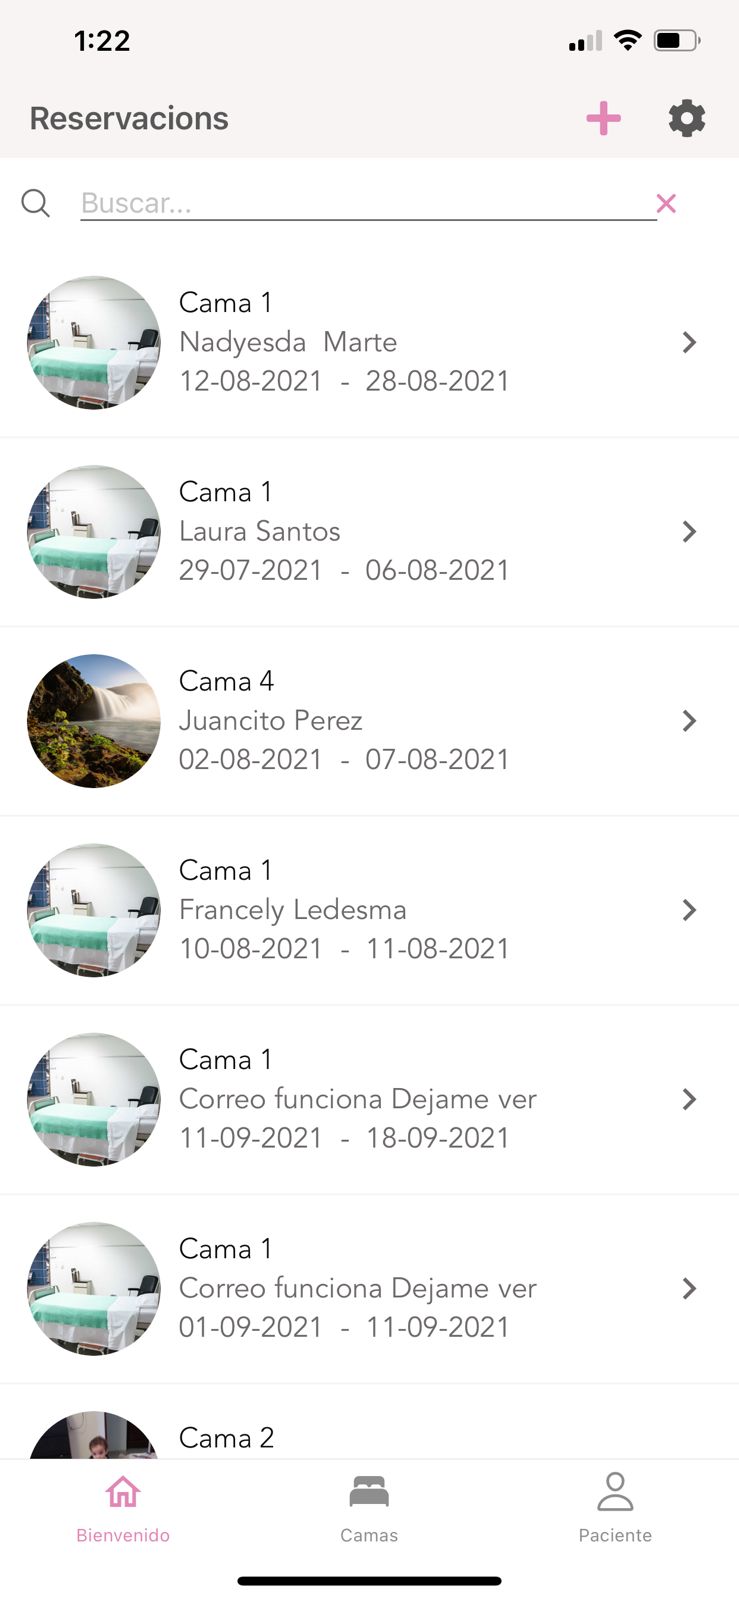 1:22
Reservacions
Buscar...
Cama 1
Nadyesda  Marte
12-08-2021  -  28-08-2021
Cama 1
Laura Santos
29-07-2021  -  06-08-2021
Cama 4
Juancito Perez
02-08-2021  -  07-08-2021
Cama 1
Francely Ledesma
10-08-2021  -  11-08-2021
Cama 1
Correo funciona Dejame ver
11-09-2021  -  18-09-2021
Cama 1
Correo funciona Dejame ver
01-09-2021  -  11-09-2021
Cama 2
Bienvenido
Camas
Paciente